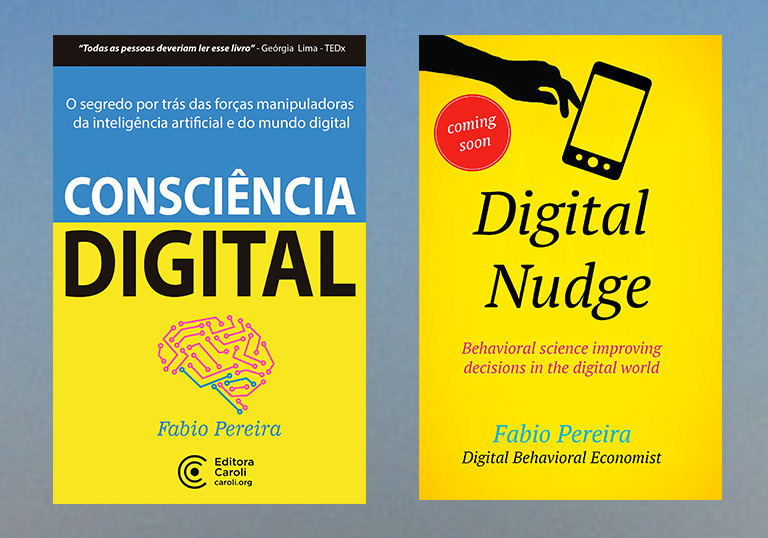 “Todas as pessoas deveriam ler esse livro” - Geórgia Lima - TEDx
O segredo por trás das forças manipuladoras
da inteligência artificial e do mundo digital
CONSCIÊNCIA
DIGITAL
Fabio Pereira
Editora
Caroli
caroli.org
coming
soon
Digital
Nudge
Behavioral science improving
decisions in the digital world
Fabio Pereira
Digital Behavioral Economist